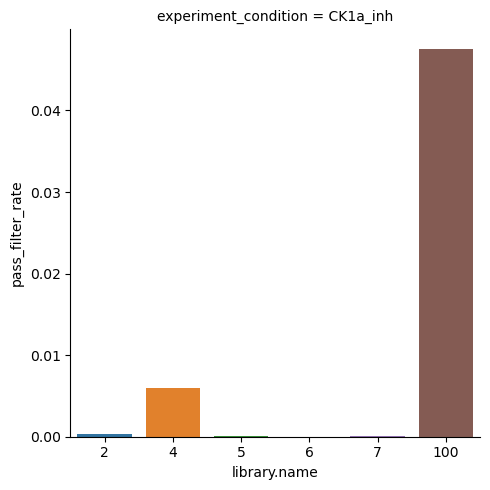 experiment_condition = CK1a_inh
pass_filter_rate
0.04
0.03
0.02
0.01
0.00
2 4 5 6 7 100
library.name